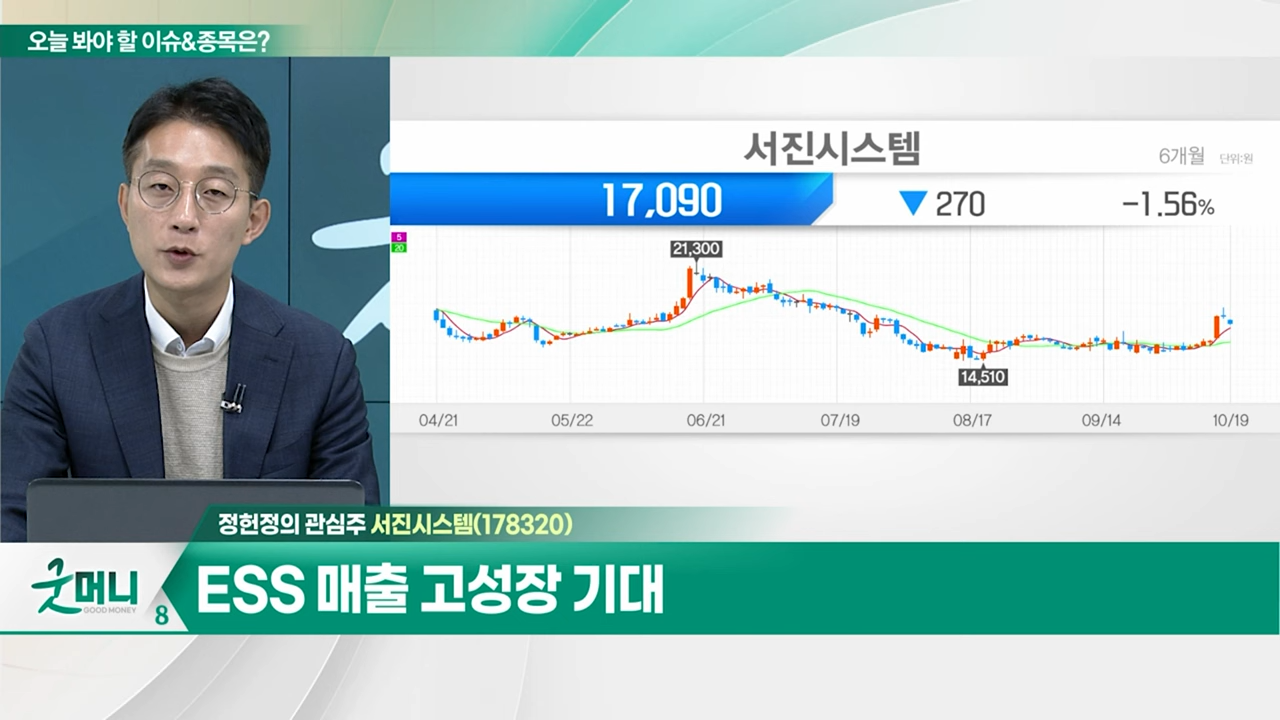 오늘 봐야 할 이슈&종목은?
서진시스템
6개월 단위:원
17,090 ▼ 270 -1.56%
5
20
21,300
14,510
04/21 05/22 06/21 07/19 08/17 09/14 10/19
정헌정의 관심주 서진시스템(178320)
굿머니
GOOD MONEY
8
ESS 매출 고성장 기대